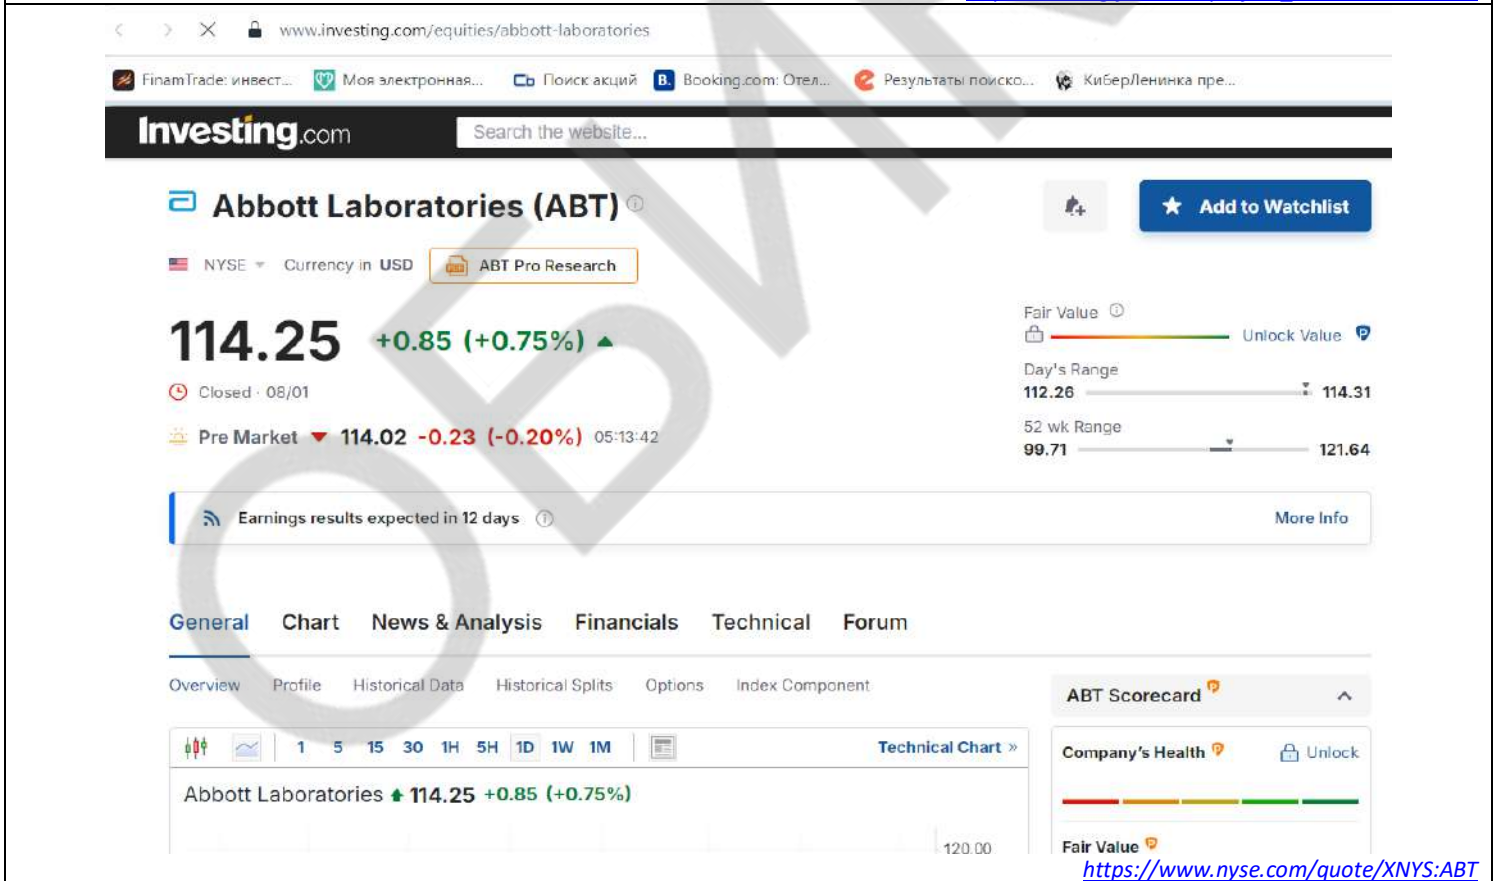 www.investing.com/equities/abbott-laboratories
FinamTrade: инвест... Моя электронная... Поиск акций Booking.com: Отел... Результаты поиско... КиберЛенинка пре...
Investing.com Search the website...
Abbott Laboratories (ABT)
Add to Watchlist
NYSE Currency in USD ABT Pro Research
114.25 +0.85 (+0.75%)
Fair Value
Unlock Value
Closed · 08/01
Day's Range
112.26 114.31
Pre Market 114.02 -0.23 (-0.20%) 05:13:42
52 wk Range
99.71 121.64
Earnings results expected in 12 days More Info
General Chart News & Analysis Financials Technical Forum
Overview Profile Historical Data Historical Splits Options Index Component
ABT Scorecard
1 5 15 30 1H 5H 1D 1W 1M Technical Chart »
Company's Health Unlock
Abbott Laboratories 114.25 +0.85 (+0.75%)
120.00
Fair Value
https://www.nyse.com/quote/XNYS:ABT